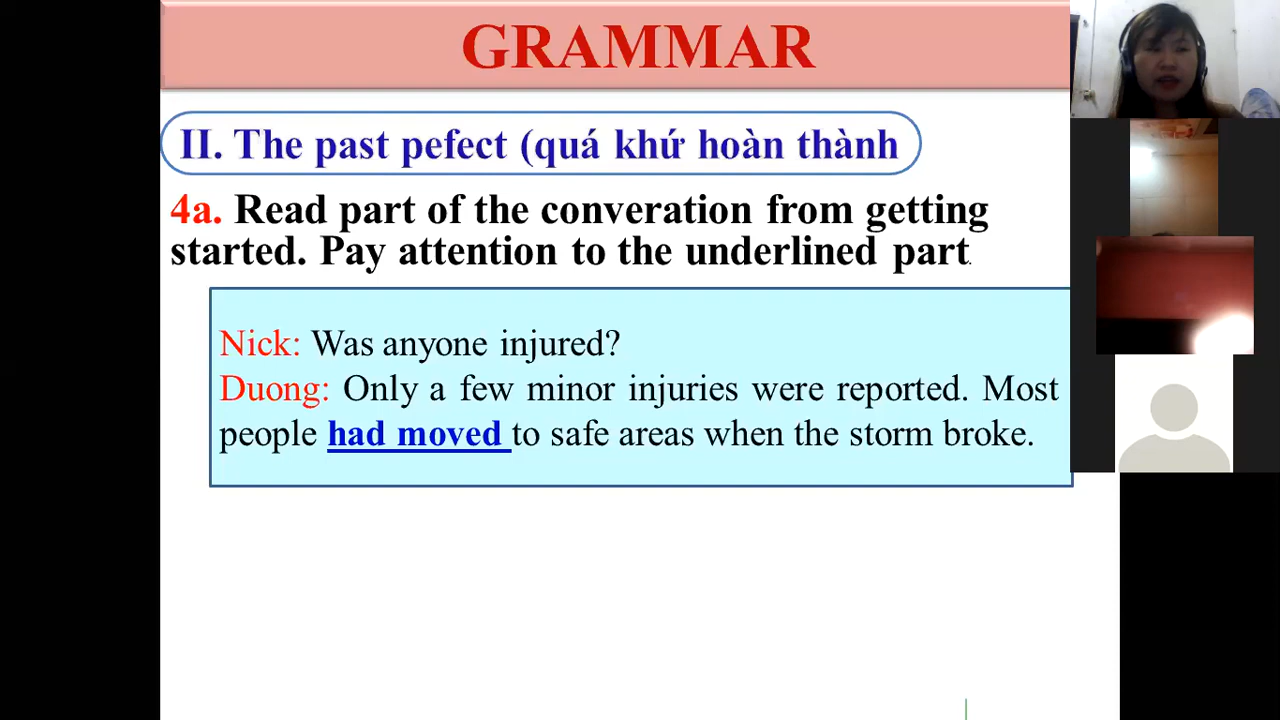 GRAMMAR
II. The past pefect (quá khứ hoàn thành
4a. Read part of the converation from getting
started. Pay attention to the underlined part.
Nick: Was anyone injured?
Duong: Only a few minor injuries were reported. Most
people had moved to safe areas when the storm broke.